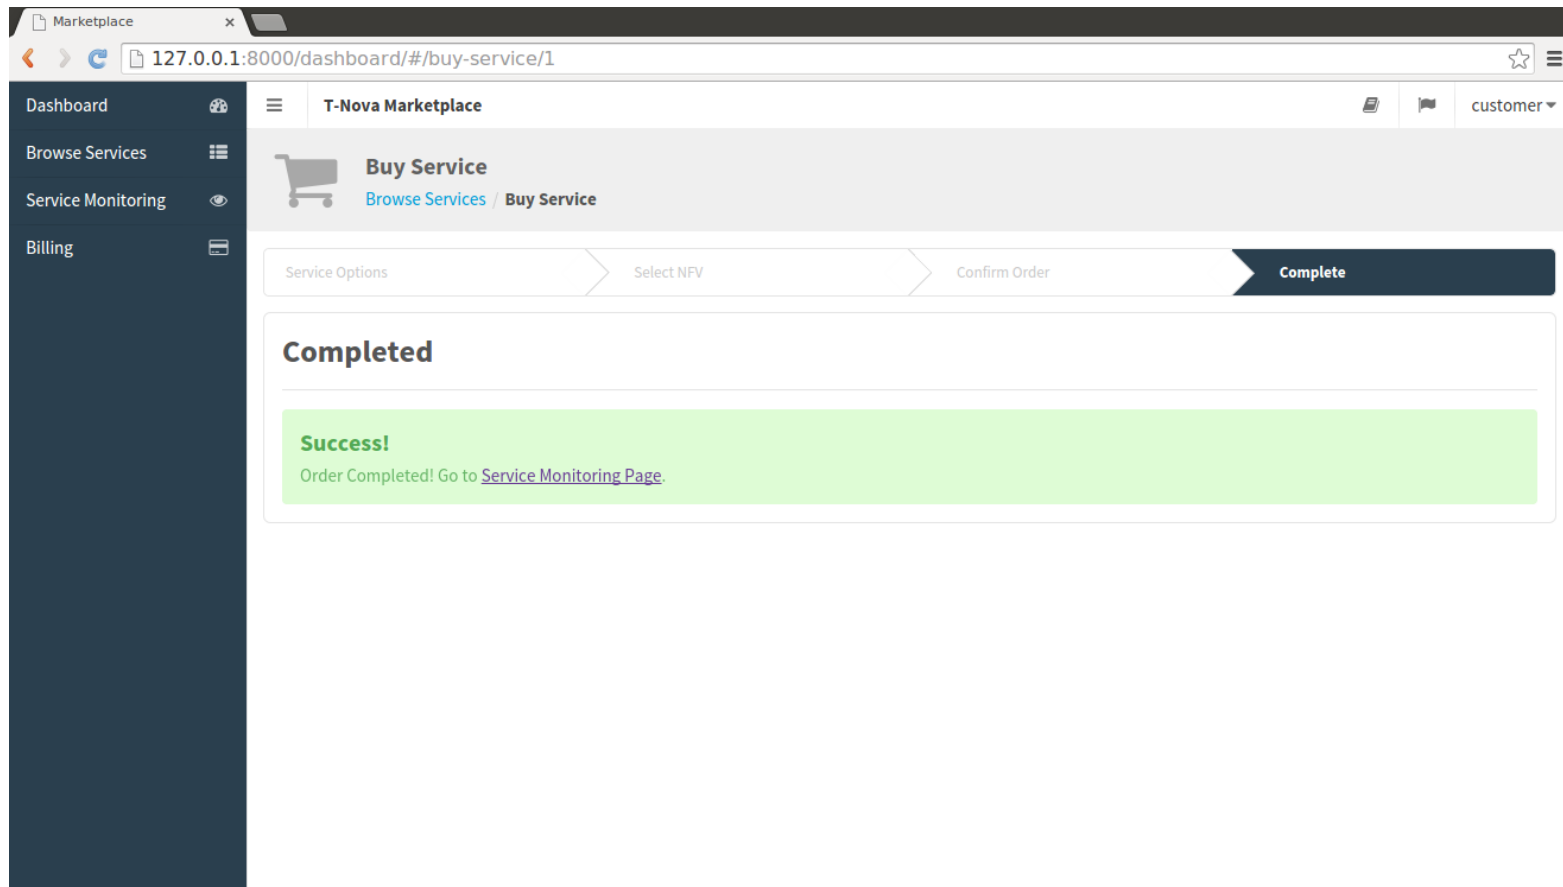 Marketplace
127.0.0.1:8000/dashboard/#/buy-service/1
Dashboard
T-Nova Marketplace
customer
Browse Services
Buy Service
Service Monitoring
Browse Services / Buy Service
Billing
Service Options
Select NFV
Confirm Order
Complete
Completed
Success!
Order Completed! Go to Service Monitoring Page.